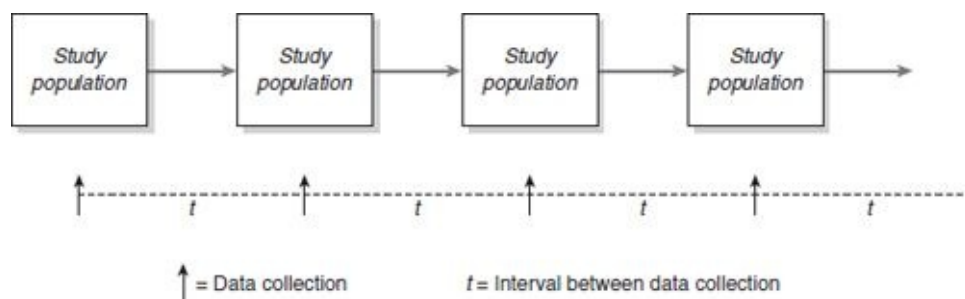 Study population
Study population
Study population
Study population
t
t
t
t
= Data collection
t = Interval between data collection